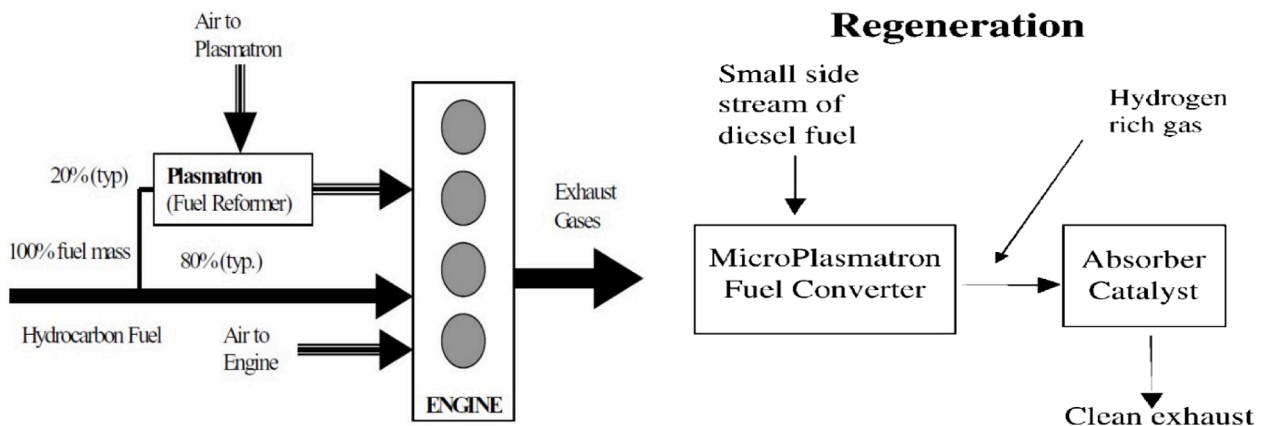 Air to
Plasmatron
20% (typ)
Plasmatron
(Fuel Reformer)
100% fuel mass
80% (typ.)
Hydrocarbon Fuel
Air to
Engine
ENGINE
Exhaust
Gases
Regeneration
Small side
stream of
diesel fuel
Hydrogen
rich gas
MicroPlasmatron
Fuel Converter
Absorber
Catalyst
Clean exhaust